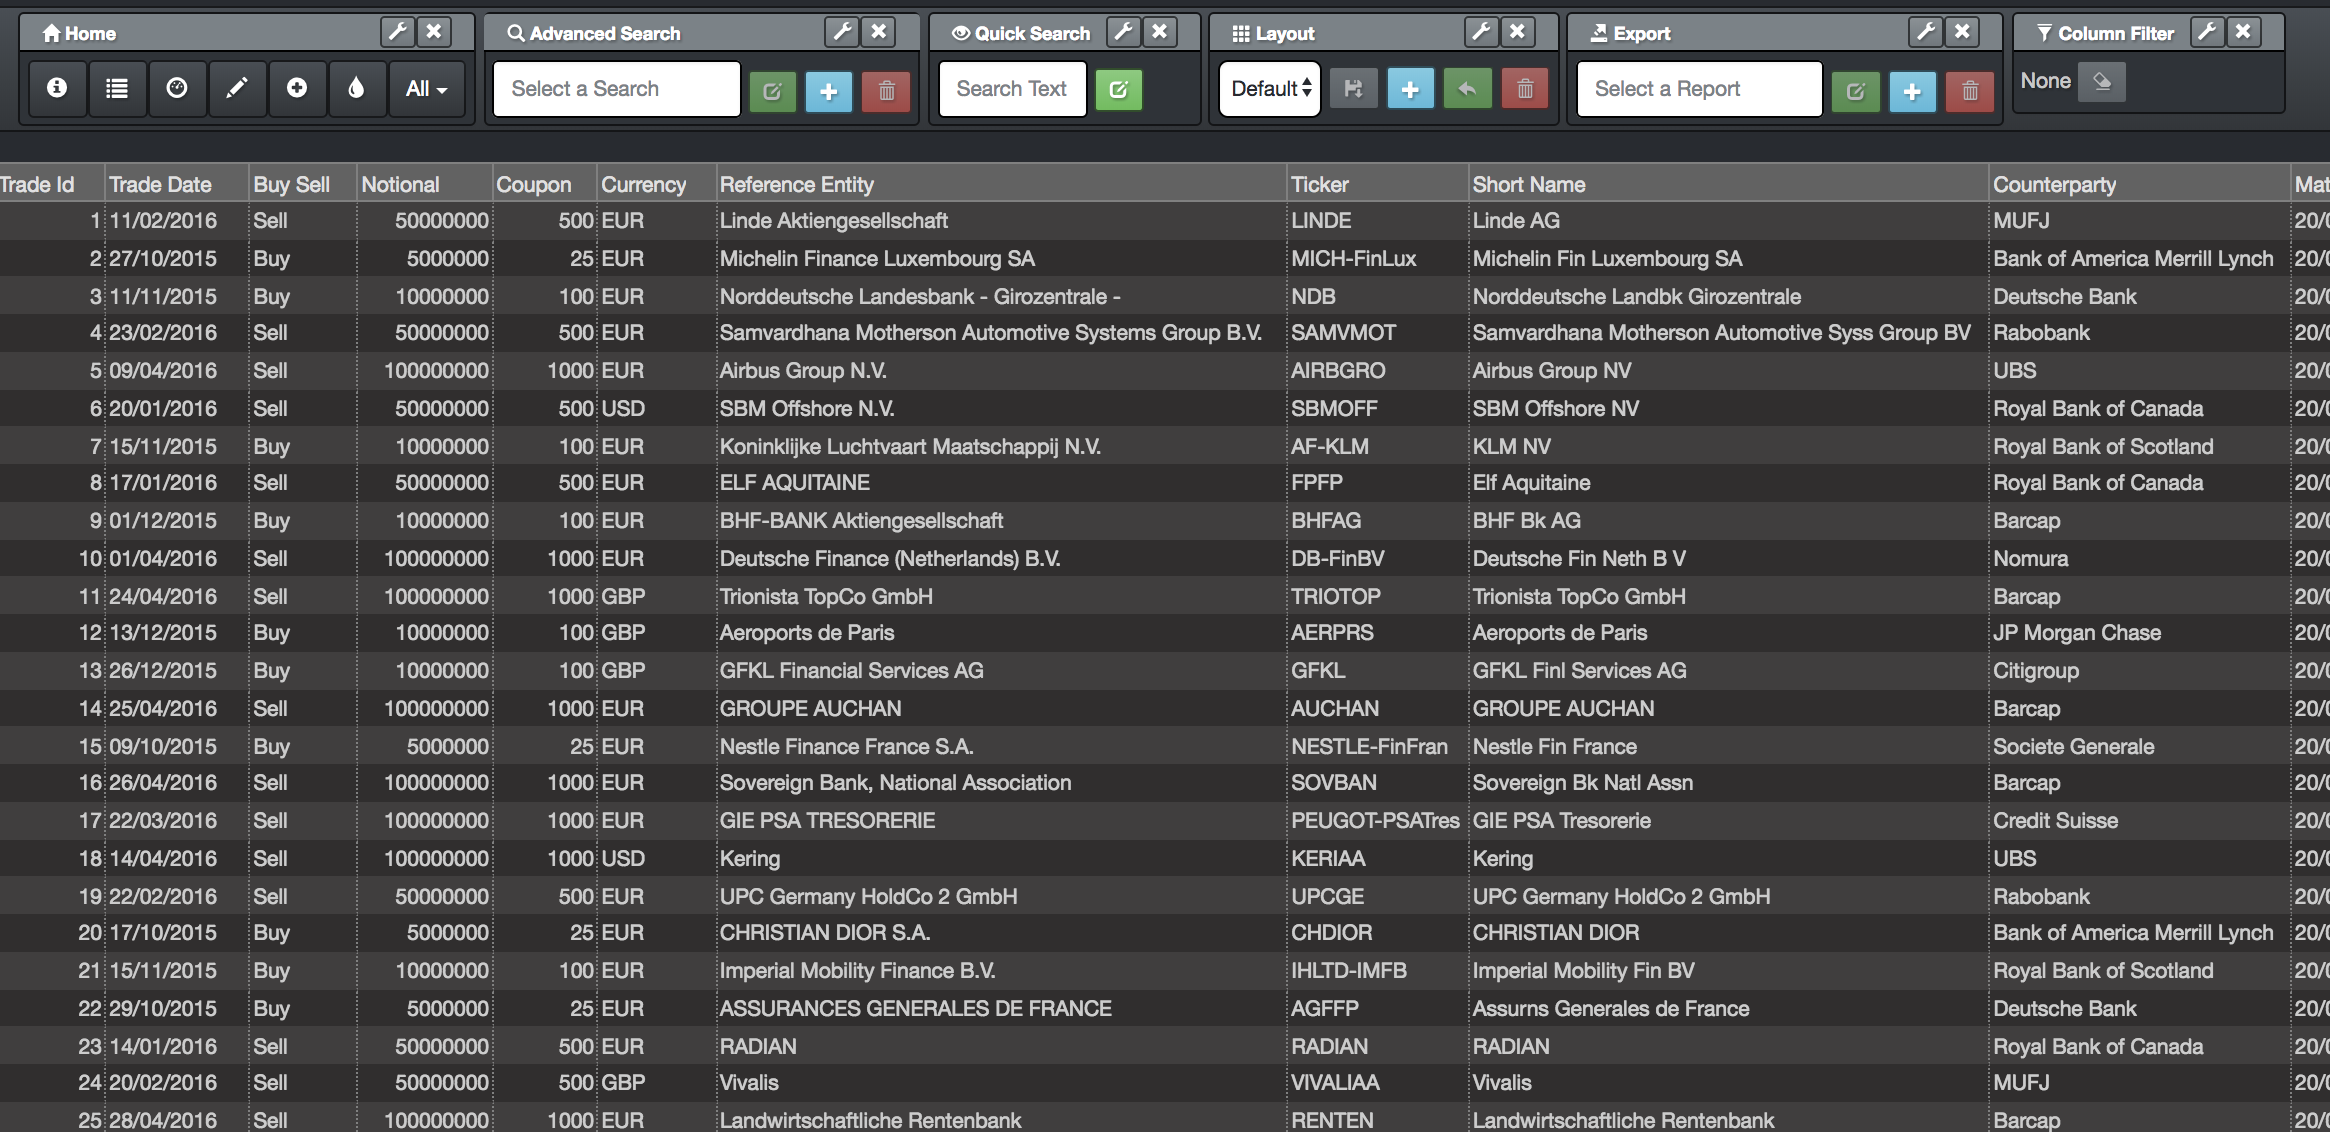 Home Advanced Search Quick Search Layout Export Column Filter
All Select a Search Search Text Default Select a Report None
Trade Id Trade Date Buy Sell Notional Coupon Currency Reference Entity Ticker Short Name Counterparty Mat
1 11/02/2016 Sell 50000000 500 EUR Linde Aktiengesellschaft LINDE Linde AG MUFJ 20/0
2 27/10/2015 Buy 5000000 25 EUR Michelin Finance Luxembourg SA MICH-FinLux Michelin Fin Luxembourg SA Bank of America Merrill Lynch 20/0
3 11/11/2015 Buy 10000000 100 EUR Norddeutsche Landesbank - Girozentrale - NDB Norddeutsche Landbk Girozentrale Deutsche Bank 20/0
4 23/02/2016 Sell 50000000 500 EUR Samvardhana Motherson Automotive Systems Group B.V. SAMVMOT Samvardhana Motherson Automotive Syss Group BV Rabobank 20/0
5 09/04/2016 Sell 100000000 1000 EUR Airbus Group N.V. AIRBGRO Airbus Group NV UBS 20/0
6 20/01/2016 Sell 50000000 500 USD SBM Offshore N.V. SBMOFF SBM Offshore NV Royal Bank of Canada 20/0
7 15/11/2015 Buy 10000000 100 EUR Koninklijke Luchtvaart Maatschappij N.V. AF-KLM KLM NV Royal Bank of Scotland 20/0
8 17/01/2016 Sell 50000000 500 EUR ELF AQUITAINE FPFP Elf Aquitaine Royal Bank of Canada 20/0
9 01/12/2015 Buy 10000000 100 EUR BHF-BANK Aktiengesellschaft BHFAG BHF Bk AG Barcap 20/0
10 01/04/2016 Sell 100000000 1000 EUR Deutsche Finance (Netherlands) B.V. DB-FinBV Deutsche Fin Neth B V Nomura 20/0
11 24/04/2016 Sell 100000000 1000 GBP Trionista TopCo GmbH TRIOTOP Trionista TopCo GmbH Barcap 20/0
12 13/12/2015 Buy 10000000 100 GBP Aeroports de Paris AERPRS Aeroports de Paris JP Morgan Chase 20/0
13 26/12/2015 Buy 10000000 100 GBP GFKL Financial Services AG GFKL GFKL Finl Services AG Citigroup 20/0
14 25/04/2016 Sell 100000000 1000 EUR GROUPE AUCHAN AUCHAN GROUPE AUCHAN Barcap 20/0
15 09/10/2015 Buy 5000000 25 EUR Nestle Finance France S.A. NESTLE-FinFran Nestle Fin France Societe Generale 20/0
16 26/04/2016 Sell 100000000 1000 EUR Sovereign Bank, National Association SOVBAN Sovereign Bk Natl Assn Barcap 20/0
17 22/03/2016 Sell 100000000 1000 EUR GIE PSA TRESORERIE PEUGOT-PSATres GIE PSA Tresorerie Credit Suisse 20/0
18 14/04/2016 Sell 100000000 1000 USD Kering KERIAA Kering UBS 20/0
19 22/02/2016 Sell 50000000 500 EUR UPC Germany HoldCo 2 GmbH UPCGE UPC Germany HoldCo 2 GmbH Rabobank 20/0
20 17/10/2015 Buy 5000000 25 EUR CHRISTIAN DIOR S.A. CHDIOR CHRISTIAN DIOR Bank of America Merrill Lynch 20/0
21 15/11/2015 Buy 10000000 100 EUR Imperial Mobility Finance B.V. IHLTD-IMFB Imperial Mobility Fin BV Royal Bank of Scotland 20/0
22 29/10/2015 Buy 5000000 25 EUR ASSURANCES GENERALES DE FRANCE AGFFP Assurns Generales de France Deutsche Bank 20/0
23 14/01/2016 Sell 50000000 500 EUR RADIAN RADIAN RADIAN Royal Bank of Canada 20/0
24 20/02/2016 Sell 50000000 500 GBP Vivalis VIVALIAA Vivalis MUFJ 20/0
25 28/04/2016 Sell 100000000 1000 EUR Landwirtschaftliche Rentenbank RENTEN Landwirtschaftliche Rentenbank Barcap 20/0